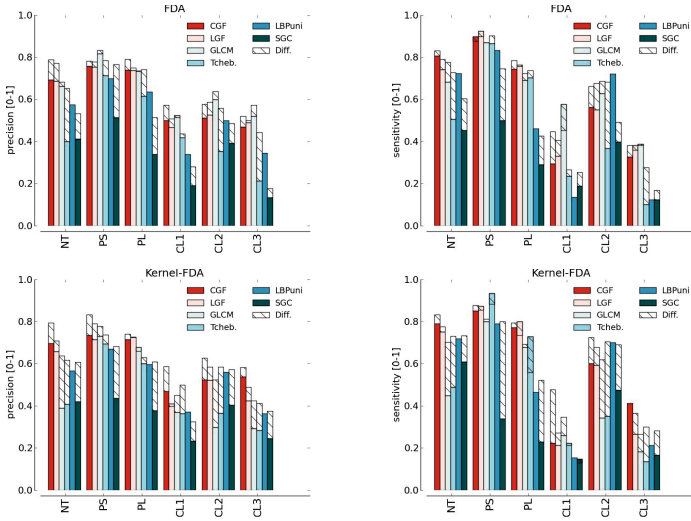 FDA
precision [0-1]
1.0
0.8
0.6
0.4
0.2
0.0
CGF
LGF
GLCM
Tcheb.
LBPuni
SGC
Diff.
NT
PS
PL
CL1
CL2
CL3
FDA
sensitivity [0-1]
1.0
0.8
0.6
0.4
0.2
0.0
CGF
LGF
GLCM
Tcheb.
LBPuni
SGC
Diff.
NT
PS
PL
CL1
CL2
CL3
Kernel-FDA
precision [0-1]
1.0
0.8
0.6
0.4
0.2
0.0
CGF
LGF
GLCM
Tcheb.
LBPuni
SGC
Diff.
NT
PS
PL
CL1
CL2
CL3
Kernel-FDA
sensitivity [0-1]
1.0
0.8
0.6
0.4
0.2
0.0
CGF
LGF
GLCM
Tcheb.
LBPuni
SGC
Diff.
NT
PS
PL
CL1
CL2
CL3